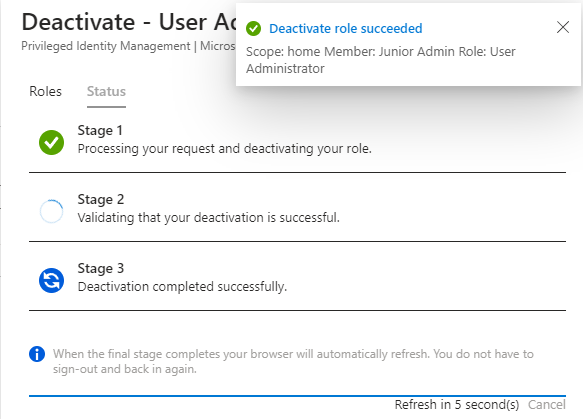 Deactivate - User Ad
Privileged Identity Management | Micros
Deactivate role succeeded
Scope: home Member: Junior Admin Role: User
Administrator
Roles Status
Stage 1
Processing your request and deactivating your role.
Stage 2
Validating that your deactivation is successful.
Stage 3
Deactivation completed successfully.
When the final stage completes your browser will automatically refresh. You do not have to
sign-out and back in again.
Refresh in 5 second(s) Cancel